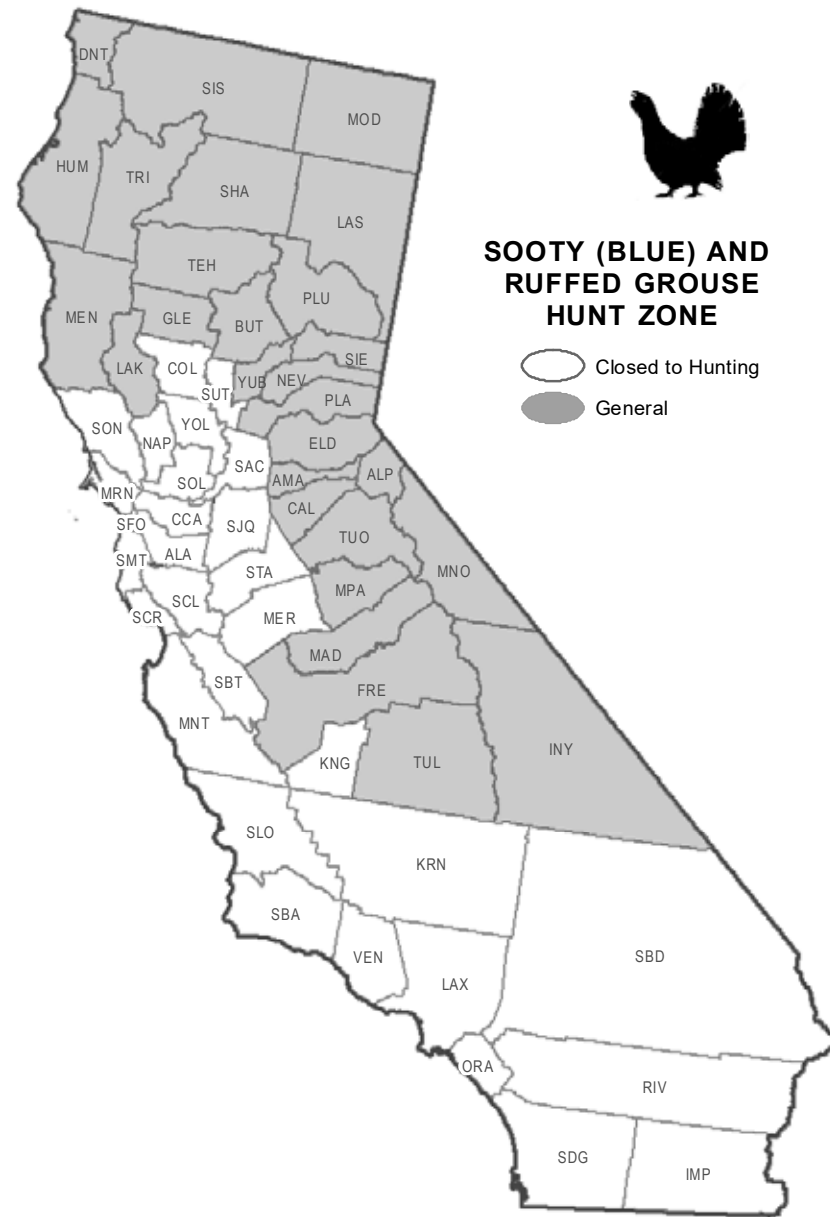 DNT
SIS
MOD
HUM
TRI
SHA
LAS
TEH
PLU
MEN
GLE
BUT
LAK
COL
SUT
YUB
NEV
SIE
PLA
SON
NAP
YOL
ELD
SAC
SOL
AMA
ALP
MRN
CAL
SFO
CCA
SJQ
TUO
SMT
ALA
STA
MNO
SCL
MPA
SCR
MER
MAD
SBT
FRE
MNT
KNG
TUL
INY
SLO
KRN
SBA
VEN
LAX
SBD
ORA
RIV
SDG
IMP
SOOTY (BLUE) AND
RUFFED GROUSE
HUNT ZONE
Closed to Hunting
General